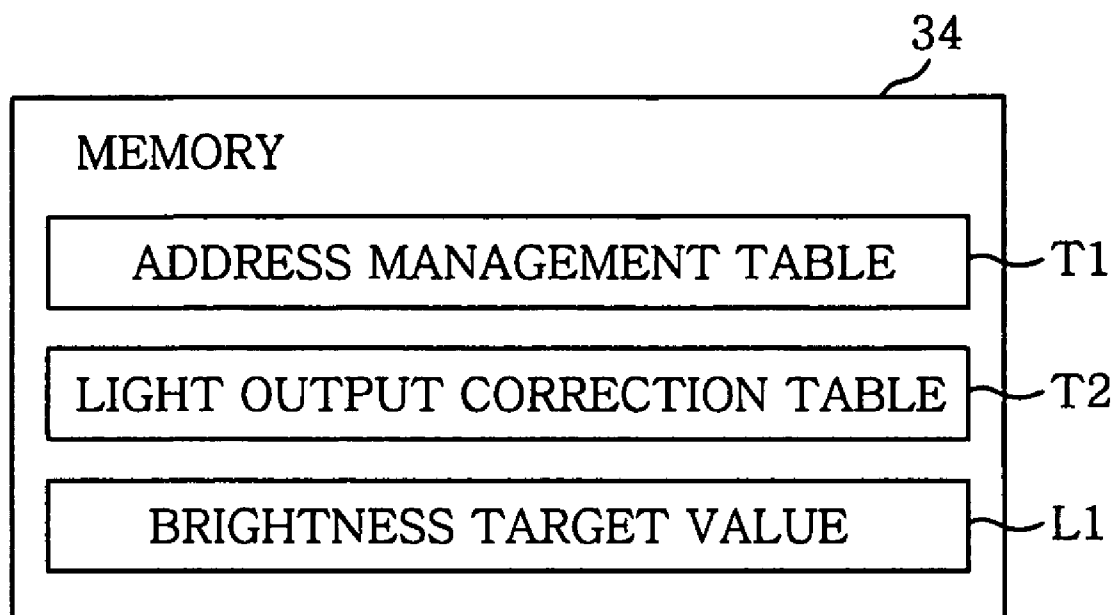 34
MEMORY
ADDRESS MANAGEMENT TABLE T1
LIGHT OUTPUT CORRECTION TABLE T2
BRIGHTNESS TARGET VALUE L1